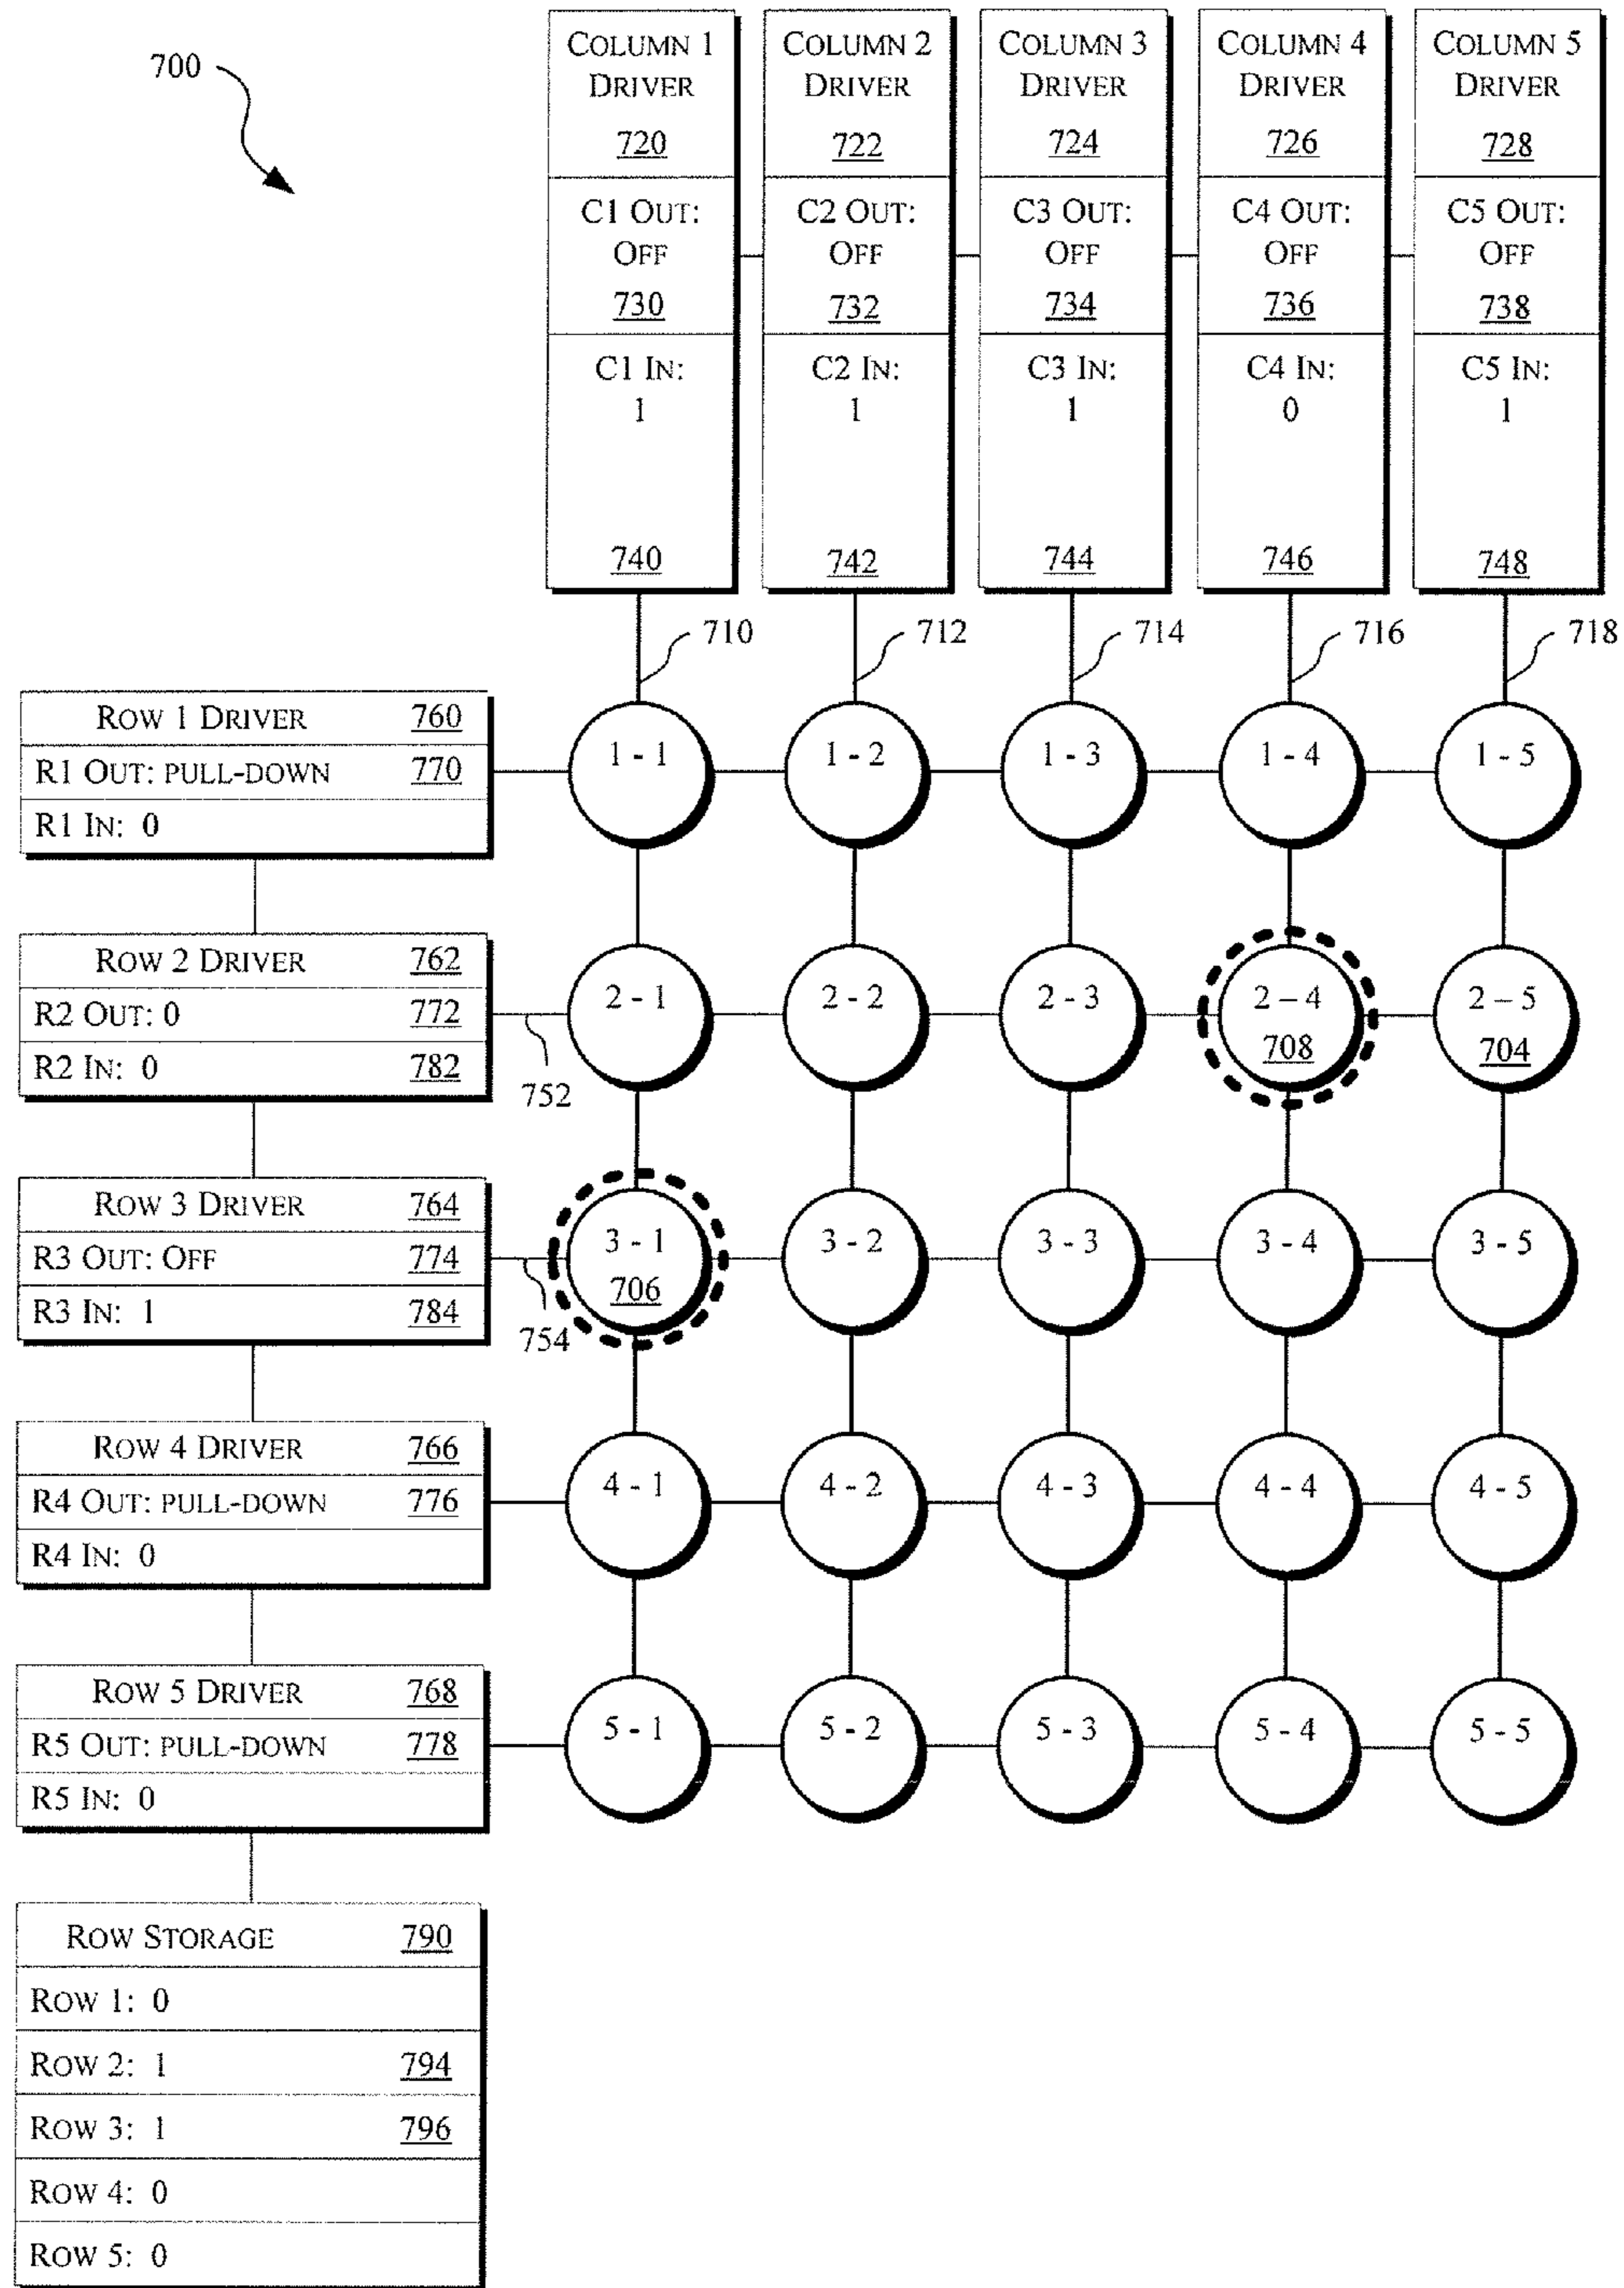 700
COLUMN 1
DRIVER
720
C1 OUT:
OFF
730
C1 IN:
1
740
COLUMN 2
DRIVER
722
C2 OUT:
OFF
732
C2 IN:
1
742
COLUMN 3
DRIVER
724
C3 OUT:
OFF
734
C3 IN:
1
744
COLUMN 4
DRIVER
726
C4 OUT:
OFF
736
C4 IN:
0
746
COLUMN 5
DRIVER
728
C5 OUT:
OFF
738
C5 IN:
1
748
710 712 714 716 718
ROW 1 DRIVER 760
R1 OUT: PULL-DOWN 770
R1 IN: 0
1 - 1 1 - 2 1 - 3 1 - 4 1 - 5
ROW 2 DRIVER 762
R2 OUT: 0 772
R2 IN: 0 782
752
2 - 1 2 - 2 2 - 3 2 – 4 2 – 5
708 704
ROW 3 DRIVER 764
R3 OUT: OFF 774
R3 IN: 1 784
754
3 - 1 3 - 2 3 - 3 3 - 4 3 - 5
706
ROW 4 DRIVER 766
R4 OUT: PULL-DOWN 776
R4 IN: 0
4 - 1 4 - 2 4 - 3 4 - 4 4 - 5
ROW 5 DRIVER 768
R5 OUT: PULL-DOWN 778
R5 IN: 0
5 - 1 5 - 2 5 - 3 5 - 4 5 - 5
ROW STORAGE 790
ROW 1: 0
ROW 2: 1 794
ROW 3: 1 796
ROW 4: 0
ROW 5: 0